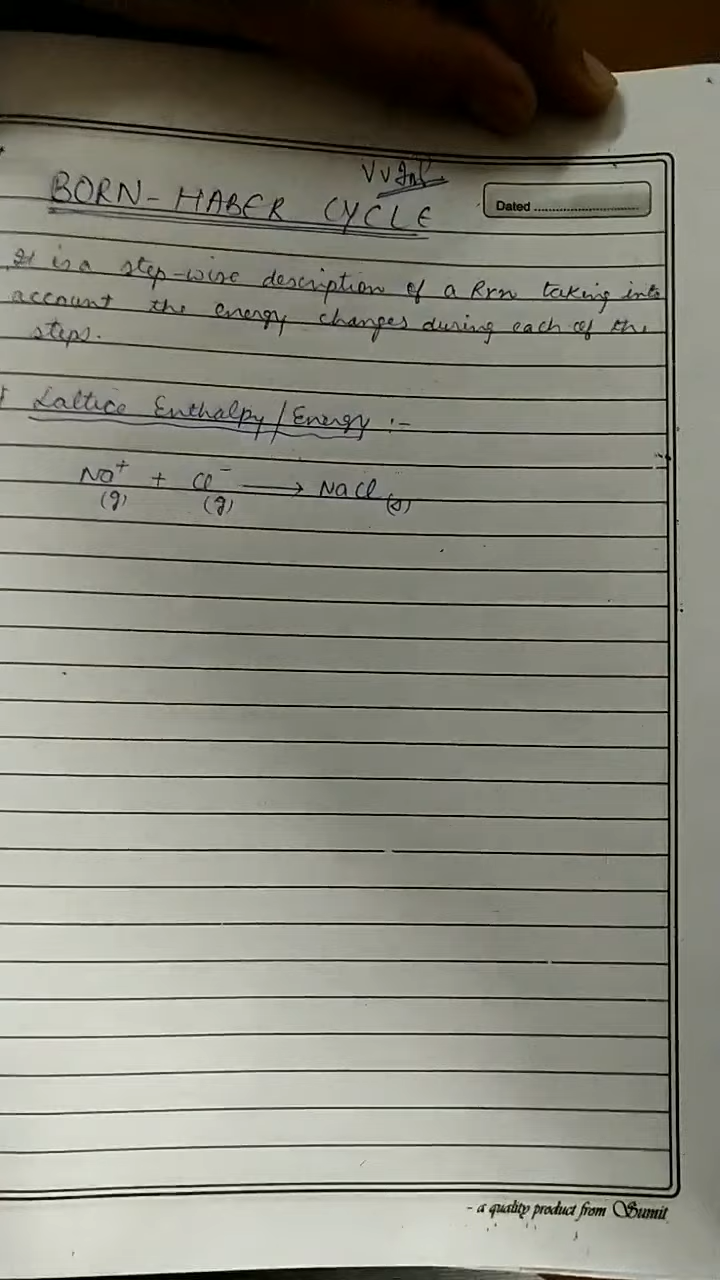 V V Imp.
BORN-HABER CYCLE
Dated
It is a step-wise description of a Rxn taking into
account the energy changes during each of the
steps.
Lattice Enthalpy/Energy :-
Na⁺ + Cl⁻ ⟶ NaCl(s)
(g) (g)
- a quality product from Sumit